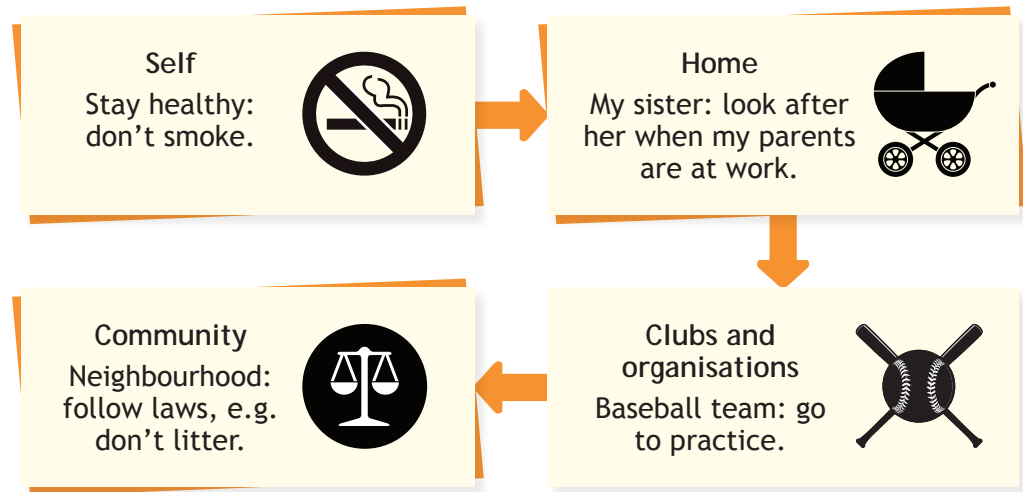 Self
Stay healthy:
don't smoke.
Home
My sister: look after
her when my parents
are at work.
Clubs and
organisations
Baseball team: go
to practice.
Community
Neighbourhood:
follow laws, e.g.
don't litter.